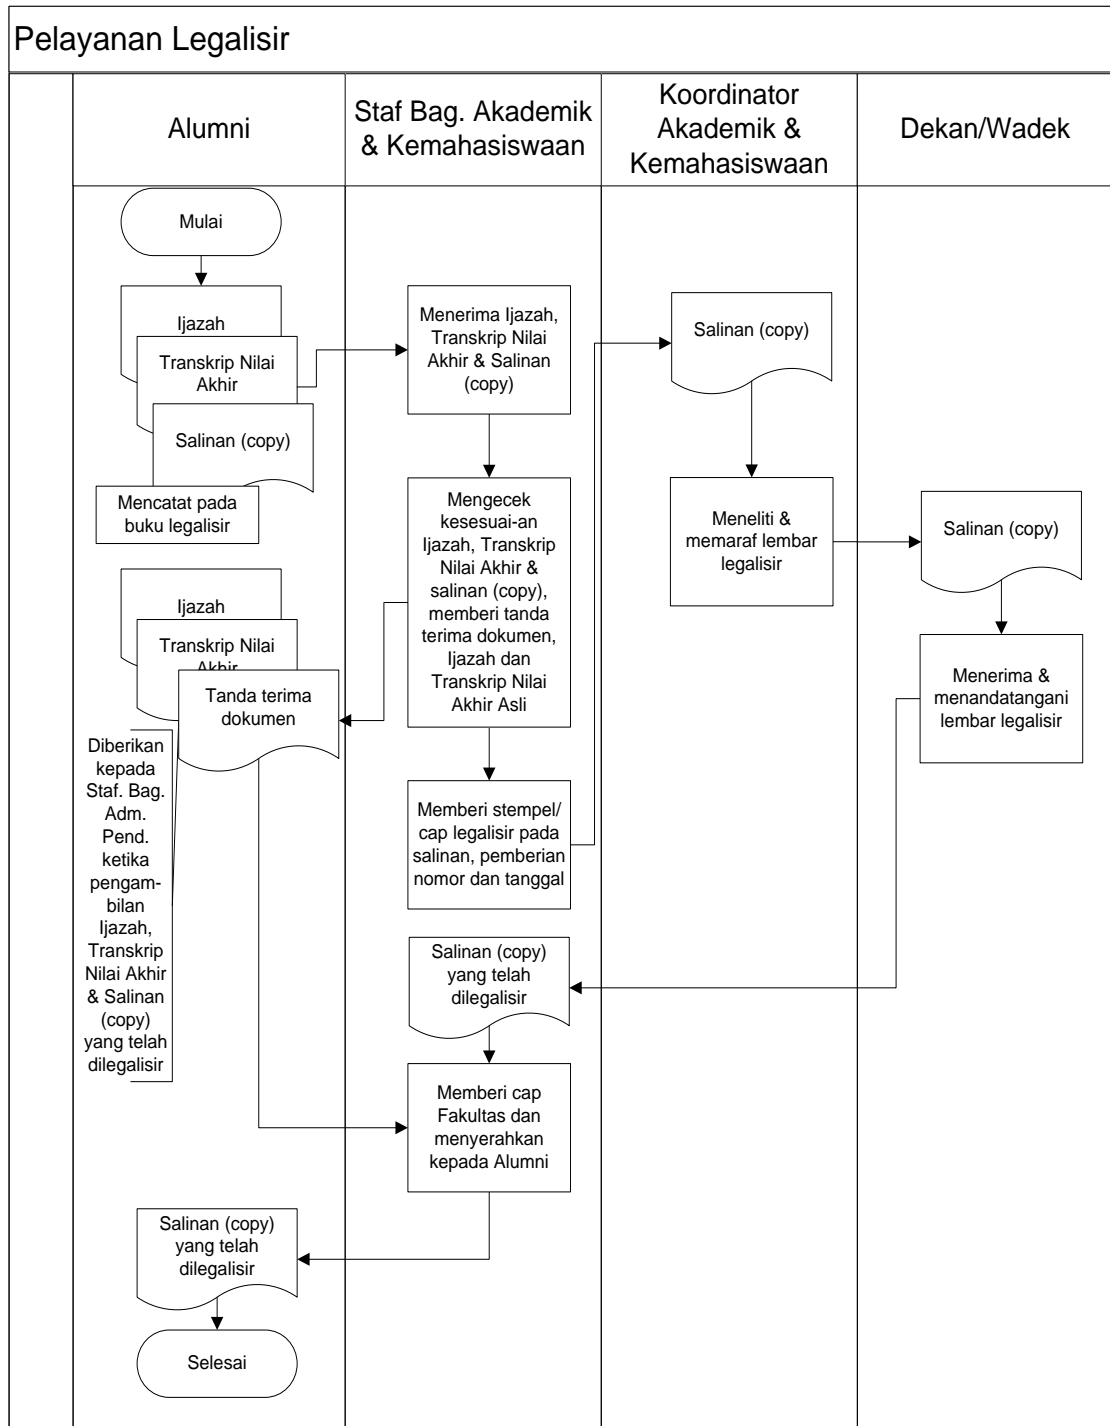 Pelayanan Legalisir
Alumni
Staf Bag. Akademik
& Kemahasiswaan
Koordinator
Akademik &
Kemahasiswaan
Dekan/Wadek
Mulai
Ijazah
Transkrip Nilai
Akhir
Salinan (copy)
Mencatat pada
buku legalisir
Menerima Ijazah,
Transkrip Nilai
Akhir & Salinan
(copy)
Salinan (copy)
Mengecek
kesesuai-an
Ijazah, Transkrip
Nilai Akhir &
salinan (copy),
memberi tanda
terima dokumen,
Ijazah dan
Transkrip Nilai
Akhir Asli
Meneliti &
memaraf lembar
legalisir
Salinan (copy)
Ijazah
Transkrip Nilai
Akhir
Tanda terima
dokumen
Menerima &
menandatangani
lembar legalisir
Diberikan
kepada
Staf. Bag.
Adm.
Pend.
ketika
pengam-
bilan
Ijazah,
Transkrip
Nilai Akhir
& Salinan
(copy)
yang telah
dilegalisir
Memberi stempel/
cap legalisir pada
salinan, pemberian
nomor dan tanggal
Salinan (copy)
yang telah
dilegalisir
Memberi cap
Fakultas dan
menyerahkan
kepada Alumni
Salinan (copy)
yang telah
dilegalisir
Selesai